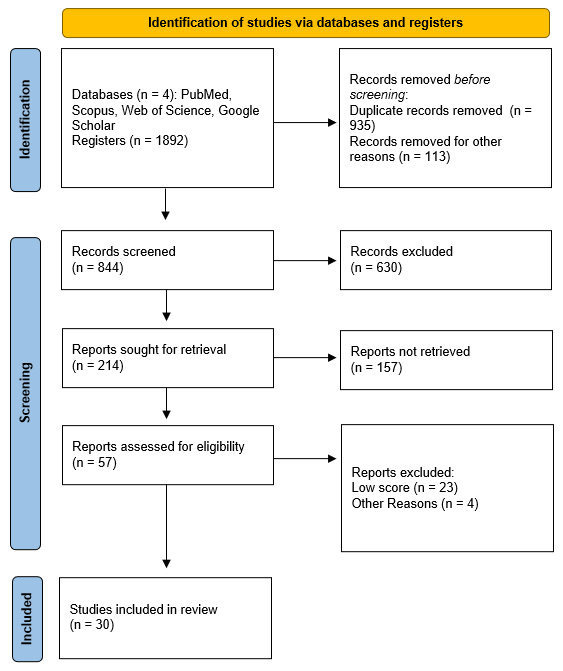 Identification of studies via databases and registers
Identification
Databases (n = 4): PubMed,
Scopus, Web of Science, Google
Scholar
Registers (n = 1892)
Records removed before
screening:
Duplicate records removed (n =
935)
Records removed for other
reasons (n = 113)
Screening
Records screened
(n = 844)
Records excluded
(n = 630)
Reports sought for retrieval
(n = 214)
Reports not retrieved
(n = 157)
Reports assessed for eligibility
(n = 57)
Reports excluded:
Low score (n = 23)
Other Reasons (n = 4)
Included
Studies included in review
(n = 30)